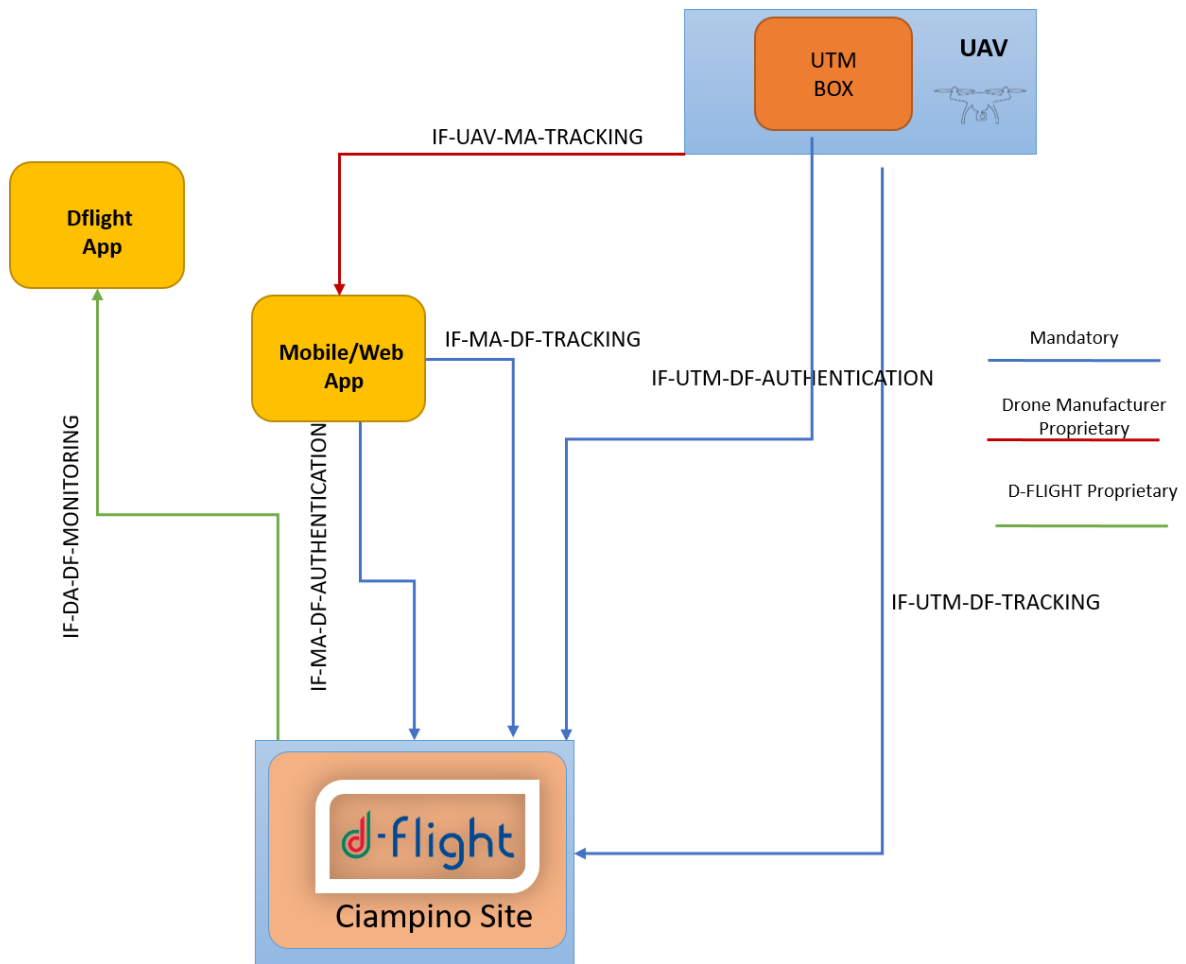 UTM
BOX
UAV
IF-UAV-MA-TRACKING
Dflight
App
Mobile/Web
App
IF-MA-DF-TRACKING
Mandatory
IF-UTM-DF-AUTHENTICATION
Drone Manufacturer
Proprietary
IF-DA-DF-MONITORING
IF-MA-DF-AUTHENTICATION
D-FLIGHT Proprietary
IF-UTM-DF-TRACKING
d-flight
Ciampino Site